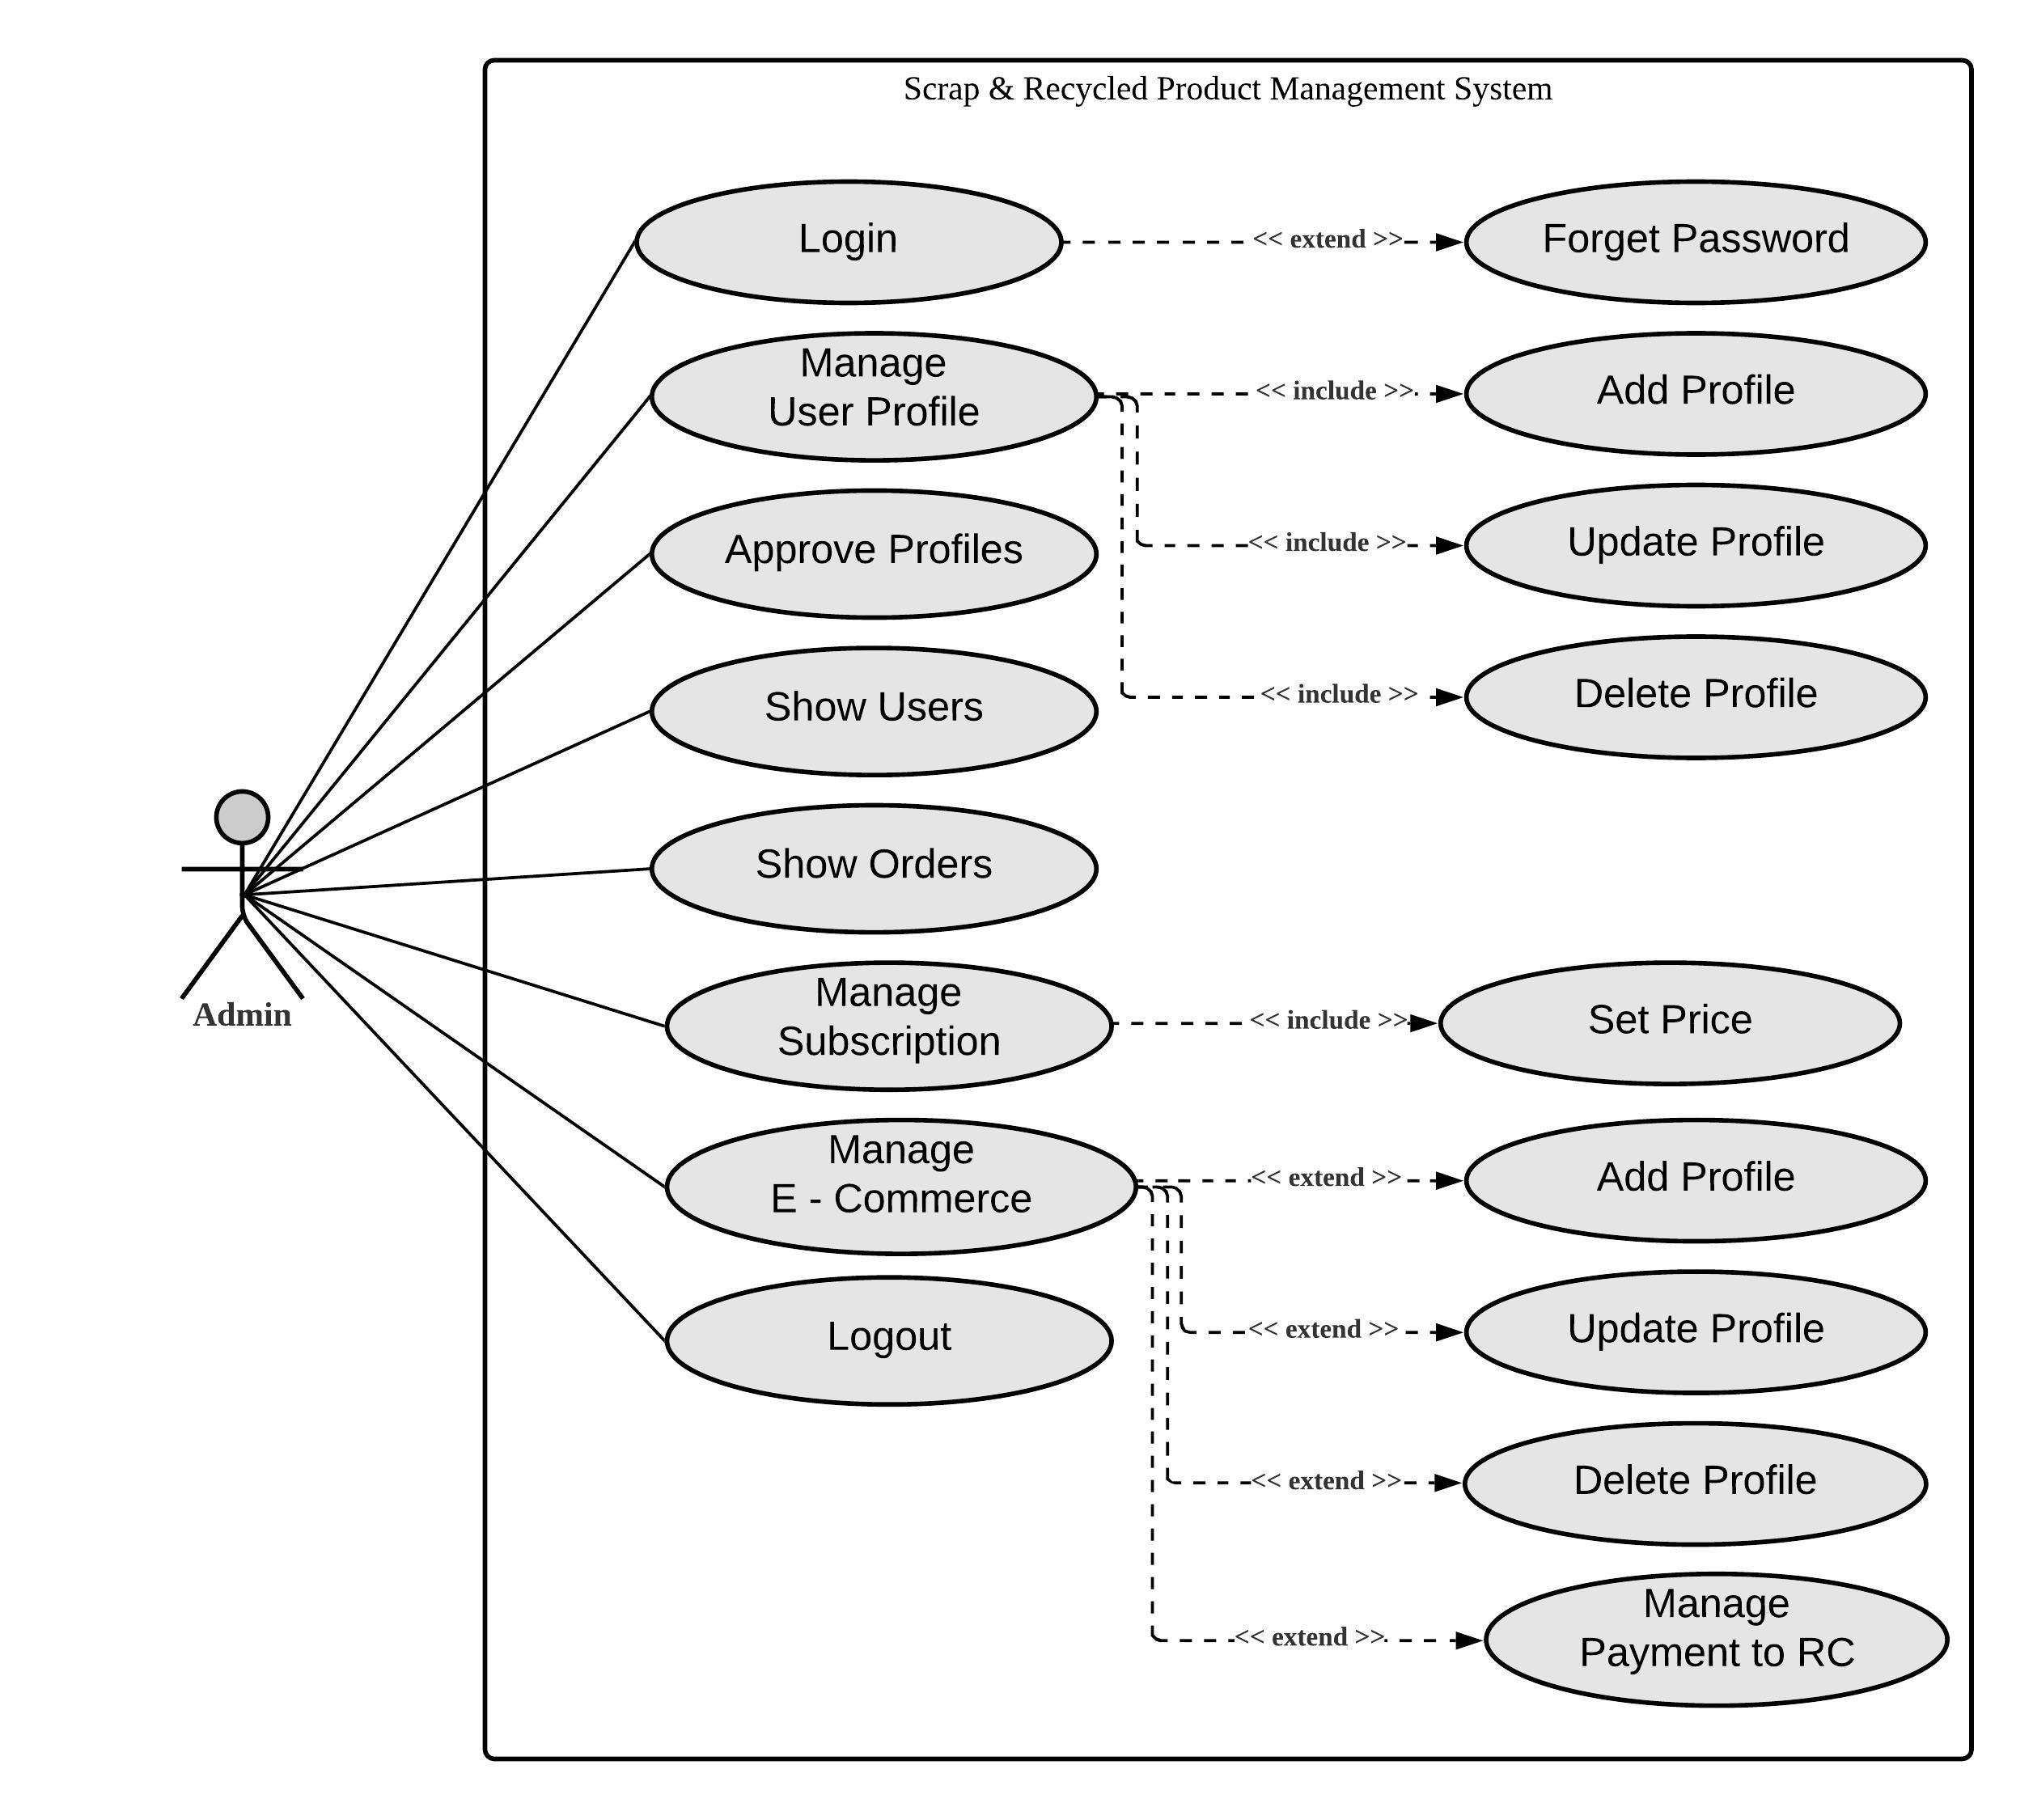 Scrap & Recycled Product Management System
Login
<< extend >>
Forget Password
Manage
User Profile
<< include >>
Add Profile
Approve Profiles
<< include >>
Update Profile
Show Users
<< include >>
Delete Profile
Show Orders
Admin
Manage
Subscription
<< include >>
Set Price
Manage
E - Commerce
<< extend >>
Add Profile
Logout
<< extend >>
Update Profile
<< extend >>
Delete Profile
<< extend >>
Manage
Payment to RC